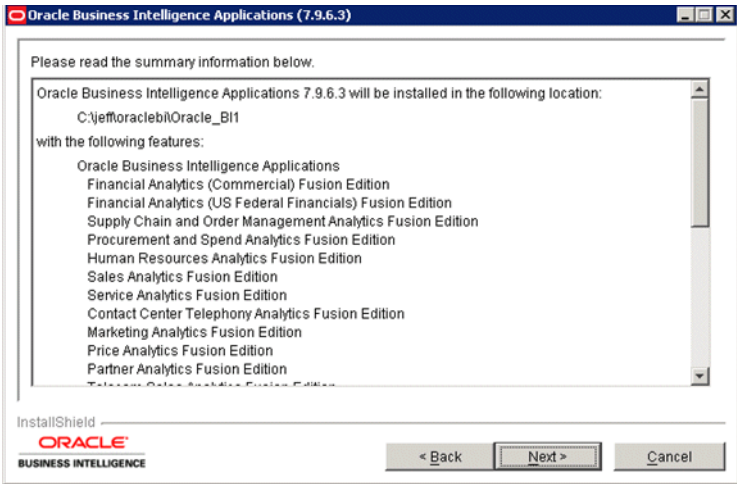 Oracle Business Intelligence Applications (7.9.6.3)
Please read the summary information below.
Oracle Business Intelligence Applications 7.9.6.3 will be installed in the following location:
C:\jeff\oraclebi\Oracle_BI1
with the following features:
Oracle Business Intelligence Applications
Financial Analytics (Commercial) Fusion Edition
Financial Analytics (US Federal Financials) Fusion Edition
Supply Chain and Order Management Analytics Fusion Edition
Procurement and Spend Analytics Fusion Edition
Human Resources Analytics Fusion Edition
Sales Analytics Fusion Edition
Service Analytics Fusion Edition
Contact Center Telephony Analytics Fusion Edition
Marketing Analytics Fusion Edition
Price Analytics Fusion Edition
Partner Analytics Fusion Edition
Telecom Sales Analytics Fusion Edition
InstallShield
ORACLE
BUSINESS INTELLIGENCE
< Back Next > Cancel